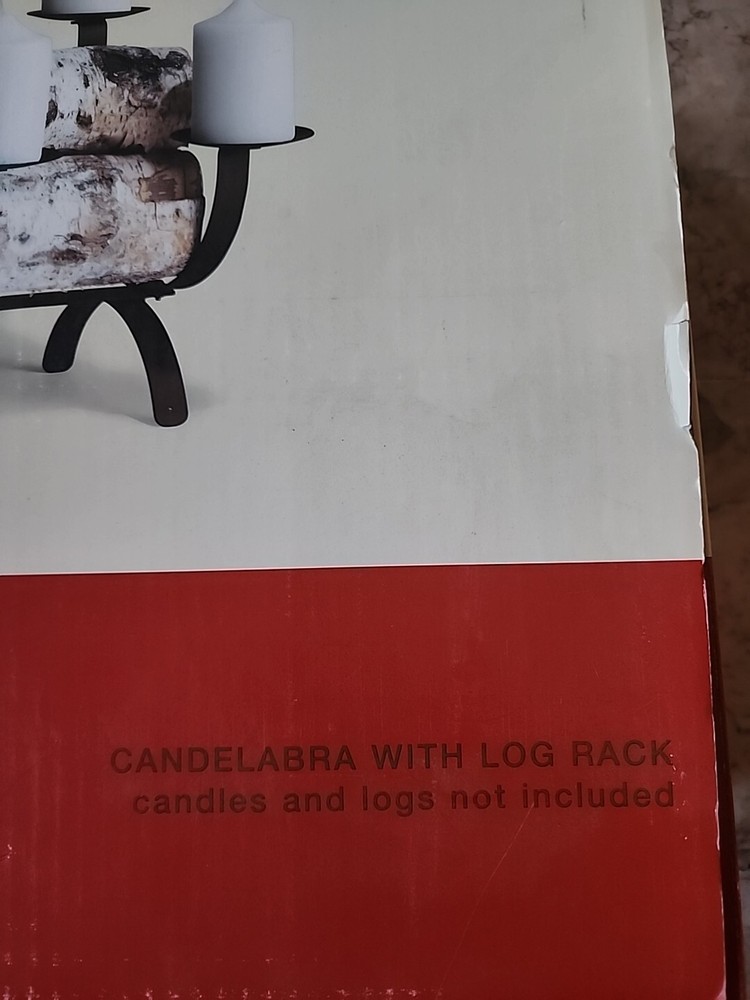 CANDELABRA WITH LOG RACK
candles and logs not included